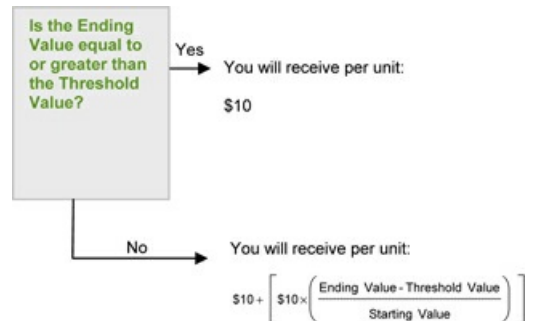 Is the Ending
Value equal to
or greater than
the Threshold
Value?
Yes
You will receive per unit:
$10
No
You will receive per unit:
$10 + [ $10 × ( Ending Value - Threshold Value
Starting Value ) ]